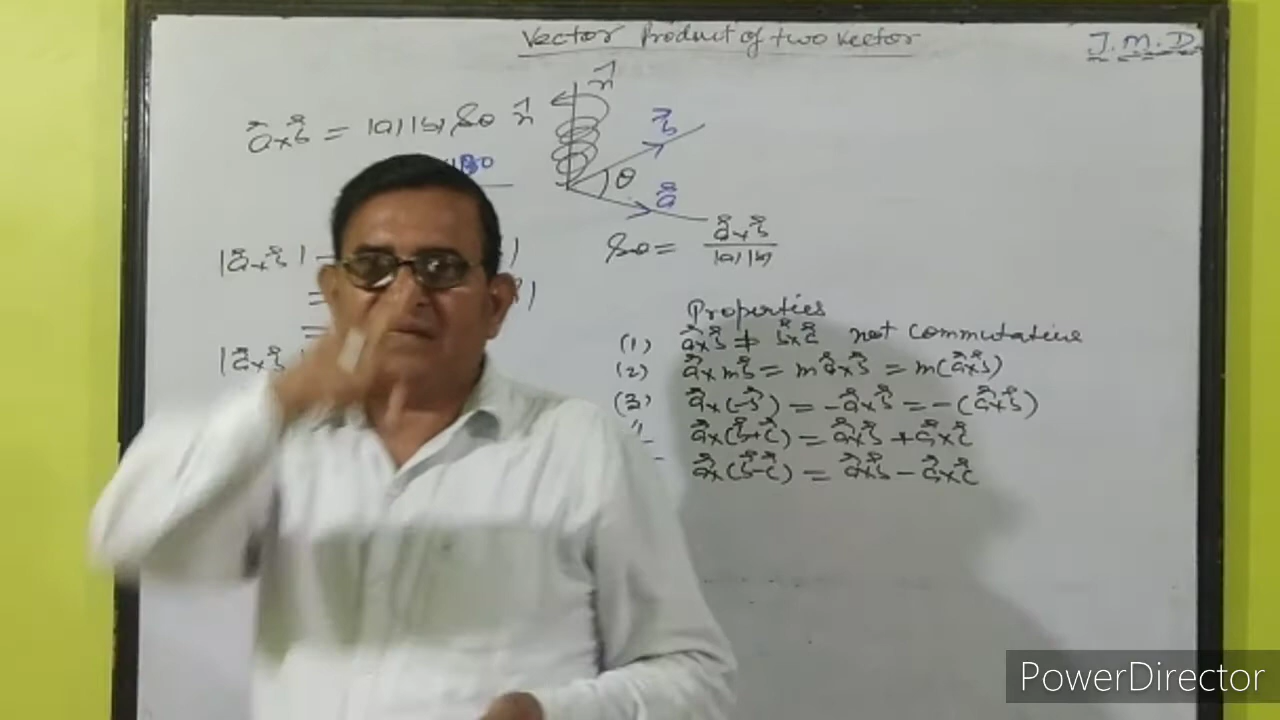 Vector Product of two vector
J.M.D.
n̂
a⃗×b⃗ = |a||b| Sinθ n̂
b⃗
θ
a⃗
|a⃗×b⃗|
Sinθ = a⃗×b⃗ / |a||b|
=
=
|a⃗×b⃗
Properties
(1) a⃗×b⃗ ≠ b⃗×a⃗ not commutative
(2) a⃗×mb⃗ = ma⃗×b⃗ = m(a⃗×b⃗)
(3) a⃗×(-b⃗) = -a⃗×b⃗ = -(a⃗×b⃗)
a⃗×(b⃗+c⃗) = a⃗×b⃗ + a⃗×c⃗
a⃗×(b⃗-c⃗) = a⃗×b⃗ - a⃗×c⃗
PowerDirector